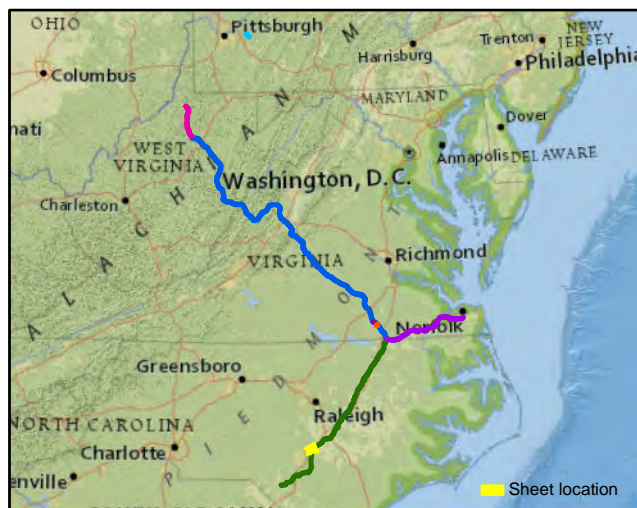 OHIO
Pittsburgh
Columbus
Harrisburg
Trenton
NEW
JERSEY
Philadelphia
MARYLAND
nati
Dover
WEST
VIRGINIA
Annapolis
DELAWARE
Washington, D.C.
Charleston
Richmond
VIRGINIA
Norfolk
Greensboro
Raleigh
NORTH CAROLINA
Charlotte
enville
PIEDMONT
Sheet location